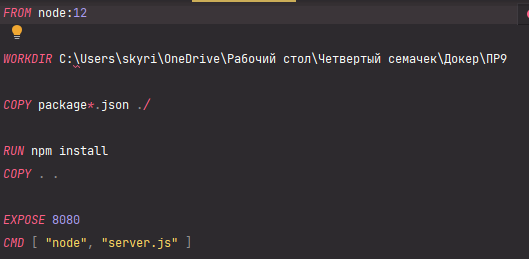 FROM node:12
WORKDIR C:\Users\skyri\OneDrive\Рабочий стол\Четвертый семачек\Докер\ПР9
COPY package*.json ./
RUN npm install
COPY . .
EXPOSE 8080
CMD [ "node", "server.js" ]